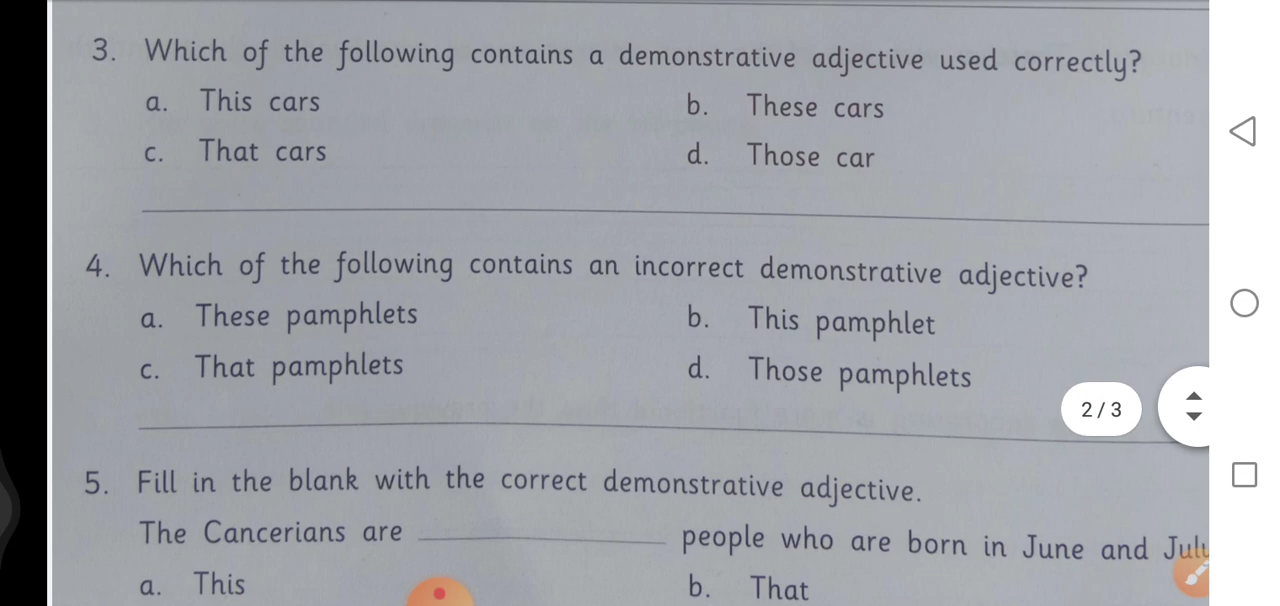 3. Which of the following contains a demonstrative adjective used correctly?
a. This cars b. These cars
c. That cars d. Those car
4. Which of the following contains an incorrect demonstrative adjective?
a. These pamphlets b. This pamphlet
c. That pamphlets d. Those pamphlets
2/3
5. Fill in the blank with the correct demonstrative adjective.
The Cancerians are people who are born in June and July
a. This b. That